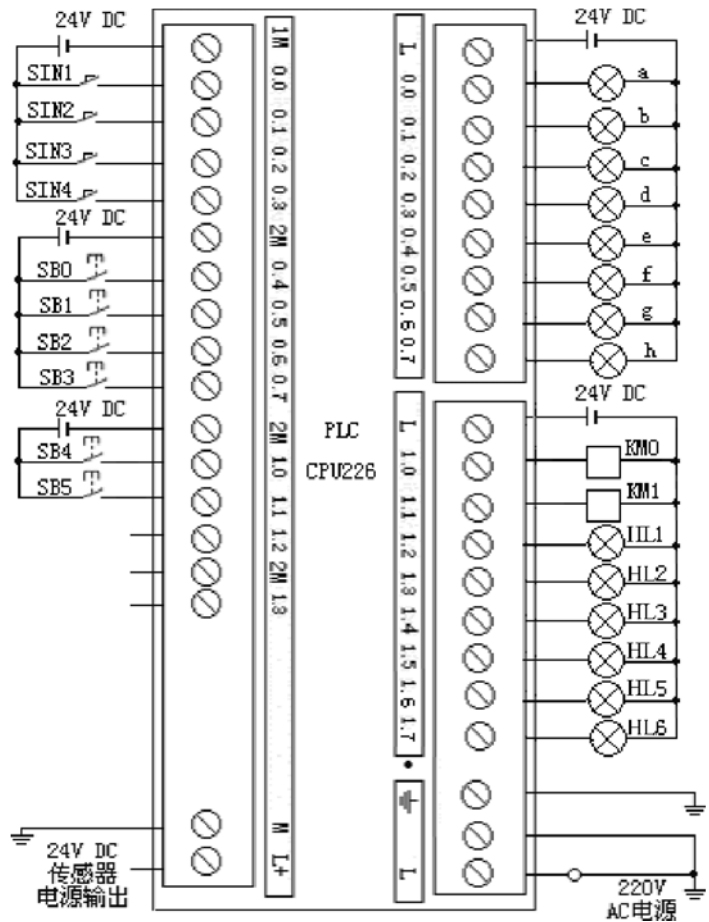 24V DC
SIN1
SIN2
SIN3
SIN4
24V DC
SB0
SB1
SB2
SB3
24V DC
SB4
SB5
24V DC
传感器
电源输出
1M 0.0 0.1 0.2 0.3 2M 0.4 0.5 0.6 0.7 2M 1.0 1.1 1.2 2M 1.3 M L+
PLC
CPU226
L 0.0 0.1 0.2 0.3 0.4 0.5 0.6 0.7
L 1.0 1.1 1.2 1.3 1.4 1.5 1.6 1.7
L
24V DC
a
b
c
d
e
f
g
h
24V DC
KM0
KM1
HL1
HL2
HL3
HL4
HL5
HL6
220V
AC电源